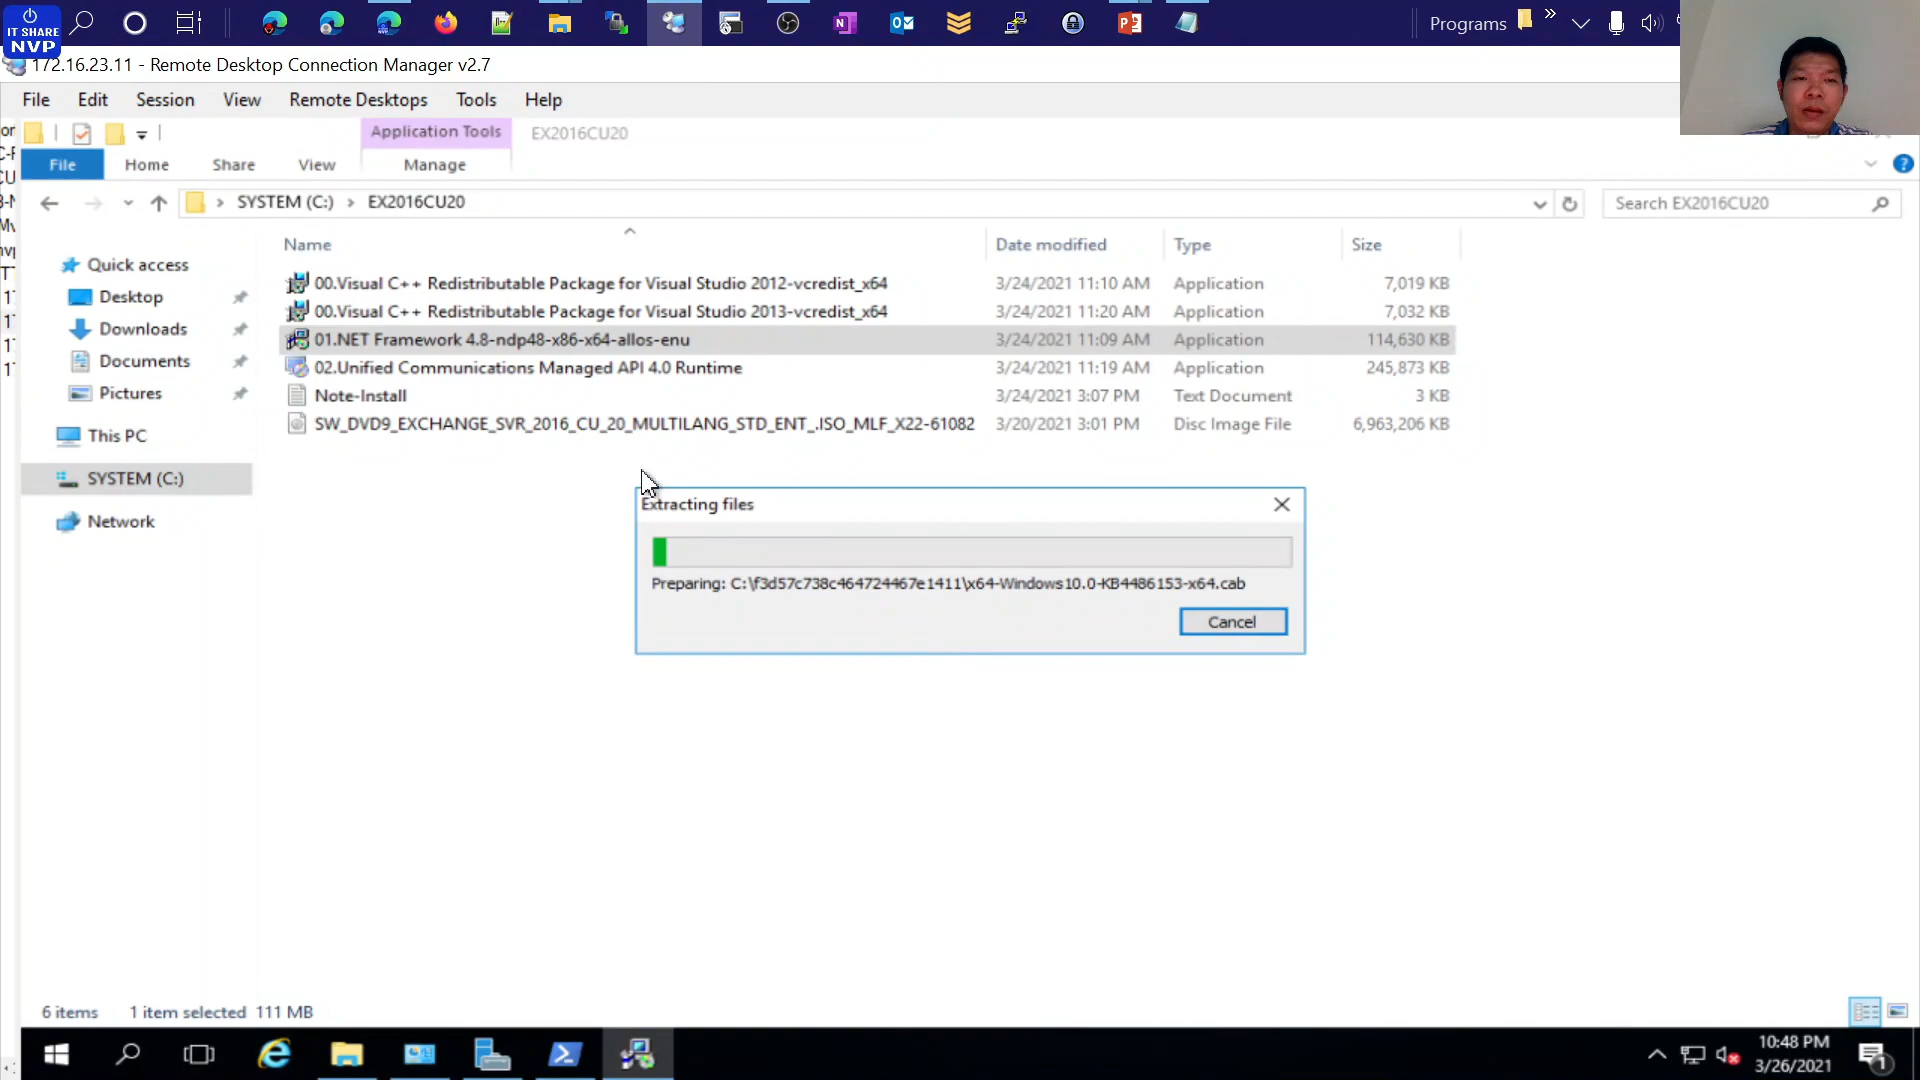 IT SHARE
NVP
Programs
172.16.23.11 - Remote Desktop Connection Manager v2.7
File Edit Session View Remote Desktops Tools Help
Application Tools EX2016CU20
File Home Share View Manage
SYSTEM (C:) › EX2016CU20
Search EX2016CU20
Name Date modified Type Size
00.Visual C++ Redistributable Package for Visual Studio 2012-vcredist_x64 3/24/2021 11:10 AM Application 7,019 KB
00.Visual C++ Redistributable Package for Visual Studio 2013-vcredist_x64 3/24/2021 11:20 AM Application 7,032 KB
01.NET Framework 4.8-ndp48-x86-x64-allos-enu 3/24/2021 11:09 AM Application 114,630 KB
02.Unified Communications Managed API 4.0 Runtime 3/24/2021 11:19 AM Application 245,873 KB
Note-Install 3/24/2021 3:07 PM Text Document 3 KB
SW_DVD9_EXCHANGE_SVR_2016_CU_20_MULTILANG_STD_ENT_.ISO_MLF_X22-61082 3/20/2021 3:01 PM Disc Image File 6,963,206 KB
Quick access
Desktop
Downloads
Documents
Pictures
This PC
SYSTEM (C:)
Network
Extracting files
Preparing: C:\f3d57c738c464724467e1411\x64-Windows10.0-KB4486153-x64.cab
Cancel
6 items 1 item selected 111 MB
10:48 PM
3/26/2021
1